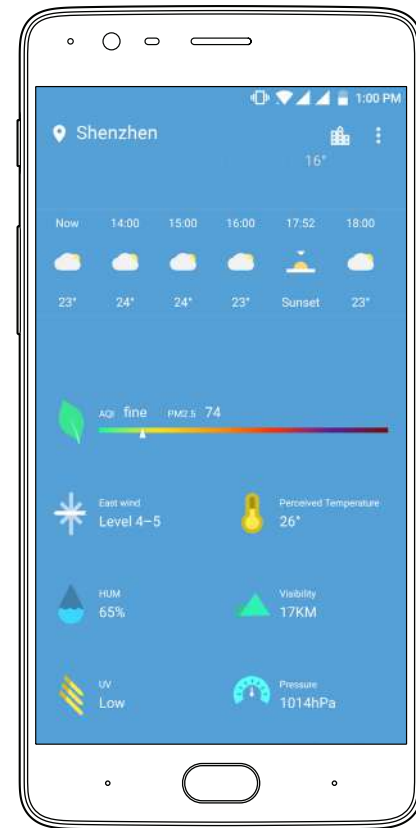 1:00 PM
Shenzhen
16°
Now 14:00 15:00 16:00 17:52 18:00
23° 24° 24° 23° Sunset 23°
AQI fine PM2.5 74
East wind
Level 4–5
Perceived Temperature
26°
HUM
65%
Visibility
17KM
UV
Low
Pressure
1014hPa